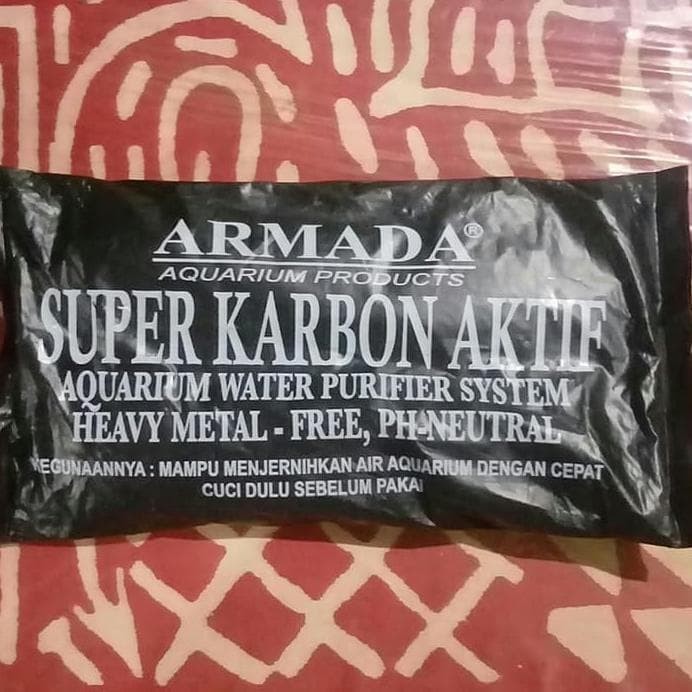 ARMADA®
AQUARIUM PRODUCTS
SUPER KARBON AKTIF
AQUARIUM WATER PURIFIER SYSTEM
HEAVY METAL - FREE, PH-NEUTRAL
KEGUNAANNYA : MAMPU MENJERNIHKAN AIR AQUARIUM DENGAN CEPAT
CUCI DULU SEBELUM PAKAI